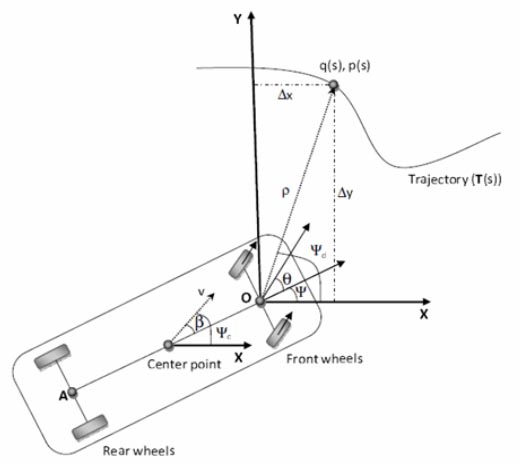 Y
q(s), p(s)
Δx
Trajectory (T(s))
ρ
Δy
Ψd
θ
Ψ
O
X
v
β
Ψc
X
Center point
Front wheels
A
Rear wheels